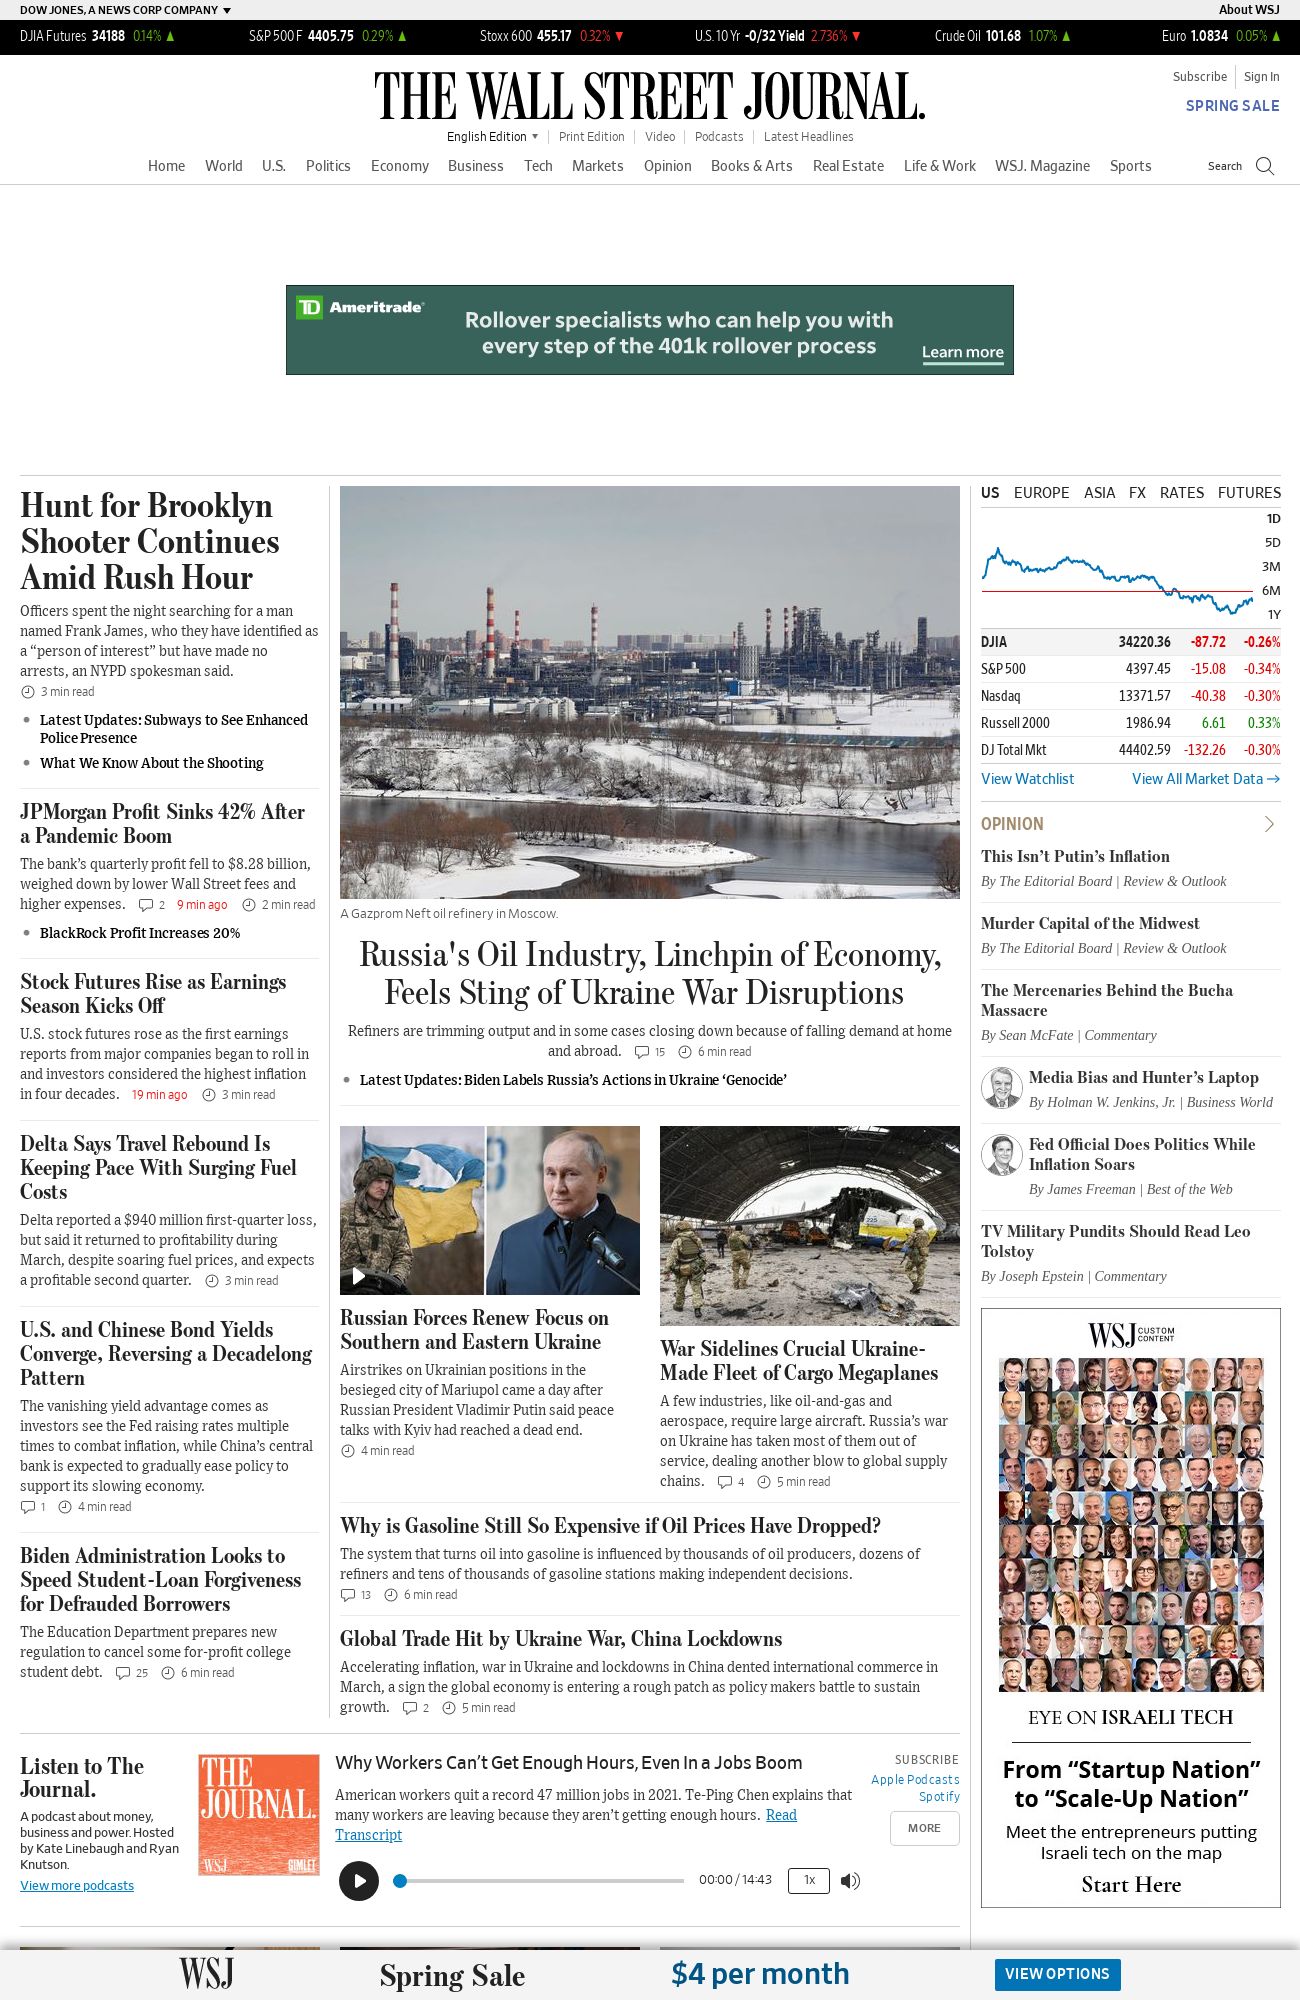 DOW JONES, A NEWS CORP COMPANY
About WSJ
DJIA Futures 34188 0.14%
S&P 500 F 4405.75 0.29%
Stoxx 600 455.17 0.32%
U.S. 10 Yr -0/32 Yield 2.736%
Crude Oil 101.68 1.07%
Euro 1.0834 0.05%
THE WALL STREET JOURNAL.
Subscribe
Sign In
SPRING SALE
English Edition
Print Edition
Video
Podcasts
Latest Headlines
Home World U.S. Politics Economy Business Tech Markets Opinion Books & Arts Real Estate Life & Work WSJ. Magazine Sports
Search
TD Ameritrade
Rollover specialists who can help you with
every step of the 401k rollover process
Learn more
Hunt for Brooklyn
Shooter Continues
Amid Rush Hour
Officers spent the night searching for a man
named Frank James, who they have identified as
a “person of interest” but have made no
arrests, an NYPD spokesman said.
3 min read
Latest Updates: Subways to See Enhanced
Police Presence
What We Know About the Shooting
JPMorgan Profit Sinks 42% After
a Pandemic Boom
The bank’s quarterly profit fell to $8.28 billion,
weighed down by lower Wall Street fees and
higher expenses. 2 9 min ago 2 min read
BlackRock Profit Increases 20%
Stock Futures Rise as Earnings
Season Kicks Off
U.S. stock futures rose as the first earnings
reports from major companies began to roll in
and investors considered the highest inflation
in four decades. 19 min ago 3 min read
Delta Says Travel Rebound Is
Keeping Pace With Surging Fuel
Costs
Delta reported a $940 million first-quarter loss,
but said it returned to profitability during
March, despite soaring fuel prices, and expects
a profitable second quarter. 3 min read
U.S. and Chinese Bond Yields
Converge, Reversing a Decadelong
Pattern
The vanishing yield advantage comes as
investors see the Fed raising rates multiple
times to combat inflation, while China’s central
bank is expected to gradually ease policy to
support its slowing economy.
1 4 min read
Biden Administration Looks to
Speed Student-Loan Forgiveness
for Defrauded Borrowers
The Education Department prepares new
regulation to cancel some for-profit college
student debt. 25 6 min read
A Gazprom Neft oil refinery in Moscow.
Russia's Oil Industry, Linchpin of Economy,
Feels Sting of Ukraine War Disruptions
Refiners are trimming output and in some cases closing down because of falling demand at home
and abroad. 15 6 min read
Latest Updates: Biden Labels Russia’s Actions in Ukraine ‘Genocide’
Russian Forces Renew Focus on
Southern and Eastern Ukraine
Airstrikes on Ukrainian positions in the
besieged city of Mariupol came a day after
Russian President Vladimir Putin said peace
talks with Kyiv had reached a dead end.
4 min read
War Sidelines Crucial Ukraine-
Made Fleet of Cargo Megaplanes
A few industries, like oil-and-gas and
aerospace, require large aircraft. Russia’s war
on Ukraine has taken most of them out of
service, dealing another blow to global supply
chains. 4 5 min read
Why is Gasoline Still So Expensive if Oil Prices Have Dropped?
The system that turns oil into gasoline is influenced by thousands of oil producers, dozens of
refiners and tens of thousands of gasoline stations making independent decisions.
13 6 min read
Global Trade Hit by Ukraine War, China Lockdowns
Accelerating inflation, war in Ukraine and lockdowns in China dented international commerce in
March, a sign the global economy is entering a rough patch as policy makers battle to sustain
growth. 2 5 min read
US EUROPE ASIA FX RATES FUTURES
1D
5D
3M
6M
1Y
DJIA 34220.36 -87.72 -0.26%
S&P 500 4397.45 -15.08 -0.34%
Nasdaq 13371.57 -40.38 -0.30%
Russell 2000 1986.94 6.61 0.33%
DJ Total Mkt 44402.59 -132.26 -0.30%
View Watchlist
View All Market Data
OPINION
This Isn’t Putin’s Inflation
By The Editorial Board | Review & Outlook
Murder Capital of the Midwest
By The Editorial Board | Review & Outlook
The Mercenaries Behind the Bucha
Massacre
By Sean McFate | Commentary
Media Bias and Hunter’s Laptop
By Holman W. Jenkins, Jr. | Business World
Fed Official Does Politics While
Inflation Soars
By James Freeman | Best of the Web
TV Military Pundits Should Read Leo
Tolstoy
By Joseph Epstein | Commentary
WSJ CUSTOM
CONTENT
EYE ON ISRAELI TECH
From “Startup Nation”
to “Scale-Up Nation”
Meet the entrepreneurs putting
Israeli tech on the map
Start Here
Listen to The
Journal.
A podcast about money,
business and power. Hosted
by Kate Linebaugh and Ryan
Knutson.
View more podcasts
THE
JOURNAL.
WSJ
GIMLET
Why Workers Can’t Get Enough Hours, Even In a Jobs Boom
American workers quit a record 47 million jobs in 2021. Te-Ping Chen explains that
many workers are leaving because they aren’t getting enough hours. Read
Transcript
00:00 / 14:43
1x
SUBSCRIBE
Apple Podcasts
Spotify
MORE
WSJ
Spring Sale
$4 per month
VIEW OPTIONS